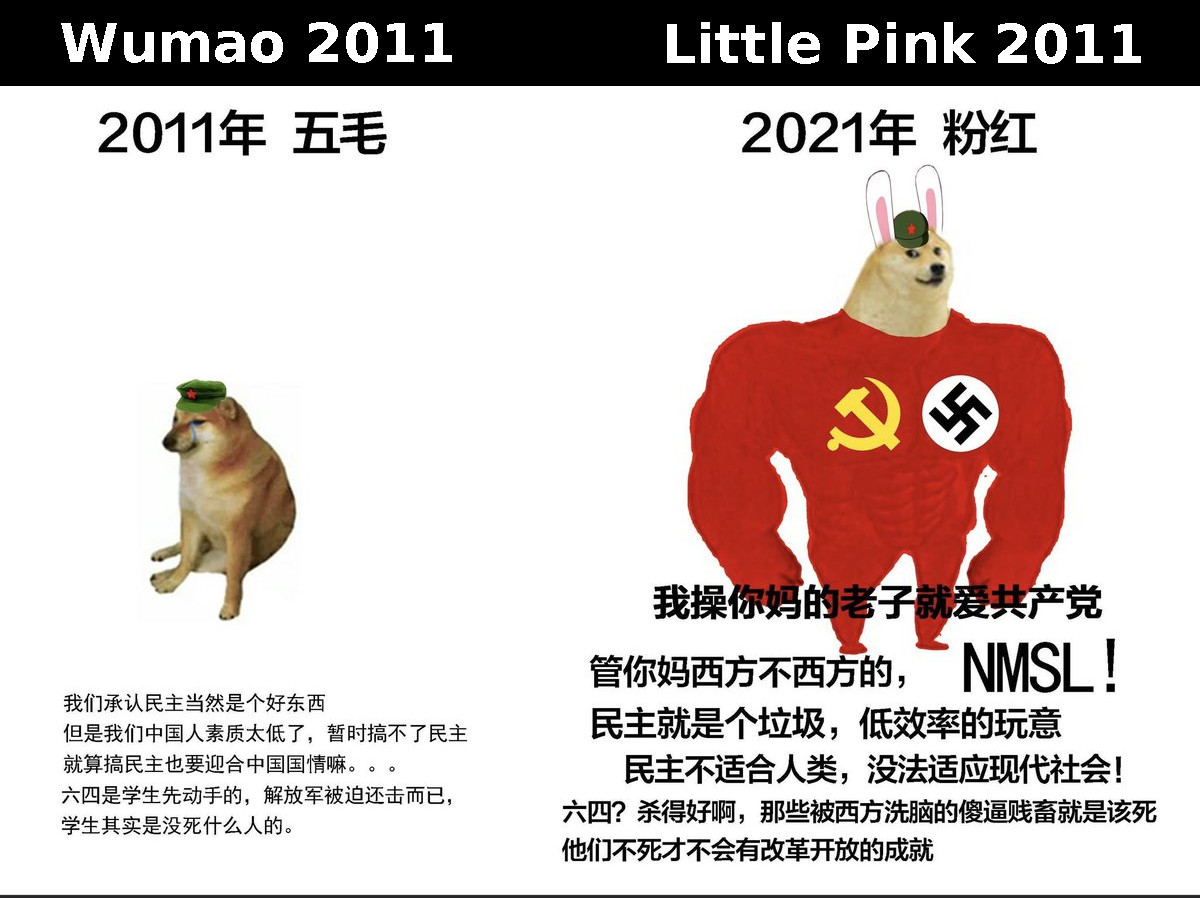 Wumao 2011
Little Pink 2011
2011年 五毛
2021年 粉红
我们承认民主当然是个好东西
但是我们中国人素质太低了，暂时搞不了民主
就算搞民主也要迎合中国国情嘛。。。
六四是学生先动手的，解放军被迫还击而已，
学生其实是没死什么人的。
我操你妈的老子就爱共产党
管你妈西方不西方的，
NMSL！
民主就是个垃圾，低效率的玩意
民主不适合人类，没法适应现代社会！
六四？杀得好啊，那些被西方洗脑的傻逼贱畜就是该死
他们不死才不会有改革开放的成就